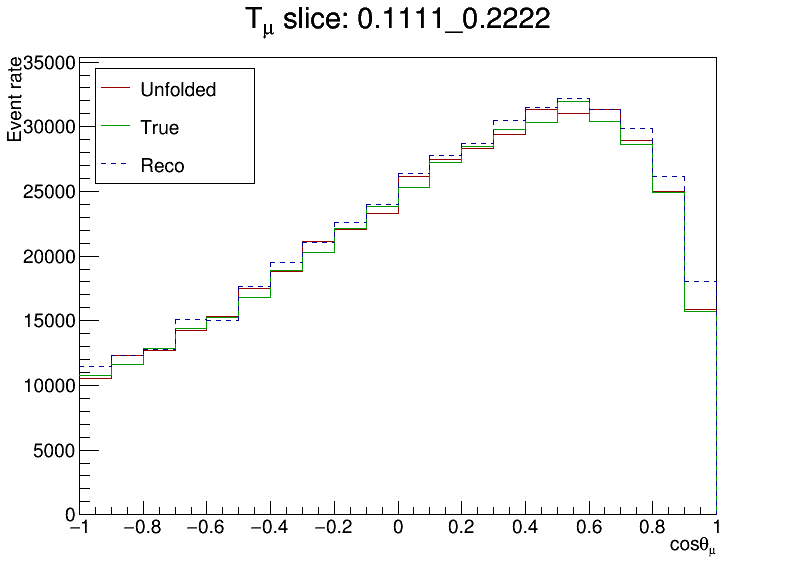 Tμ slice: 0.1111_0.2222
Event rate
35000
30000
25000
20000
15000
10000
5000
0
Unfolded
True
Reco
−1 −0.8 −0.6 −0.4 −0.2 0 0.2 0.4 0.6 0.8 1
cosθμ